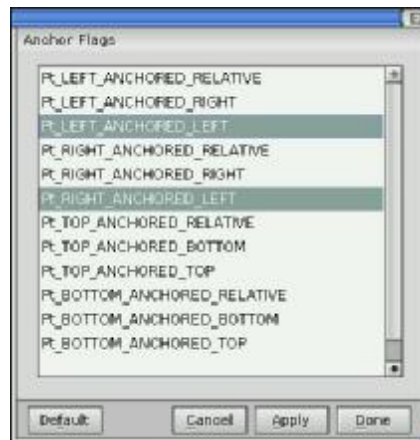 Anchor Flags
Pt_LEFT_ANCHORED_RELATIVE
Pt_LEFT_ANCHORED_RIGHT
Pt_LEFT_ANCHORED_LEFT
Pt_RIGHT_ANCHORED_RELATIVE
Pt_RIGHT_ANCHORED_RIGHT
Pt_RIGHT_ANCHORED_LEFT
Pt_TOP_ANCHORED_RELATIVE
Pt_TOP_ANCHORED_BOTTOM
Pt_TOP_ANCHORED_TOP
Pt_BOTTOM_ANCHORED_RELATIVE
Pt_BOTTOM_ANCHORED_BOTTOM
Pt_BOTTOM_ANCHORED_TOP
Default Cancel Apply Done